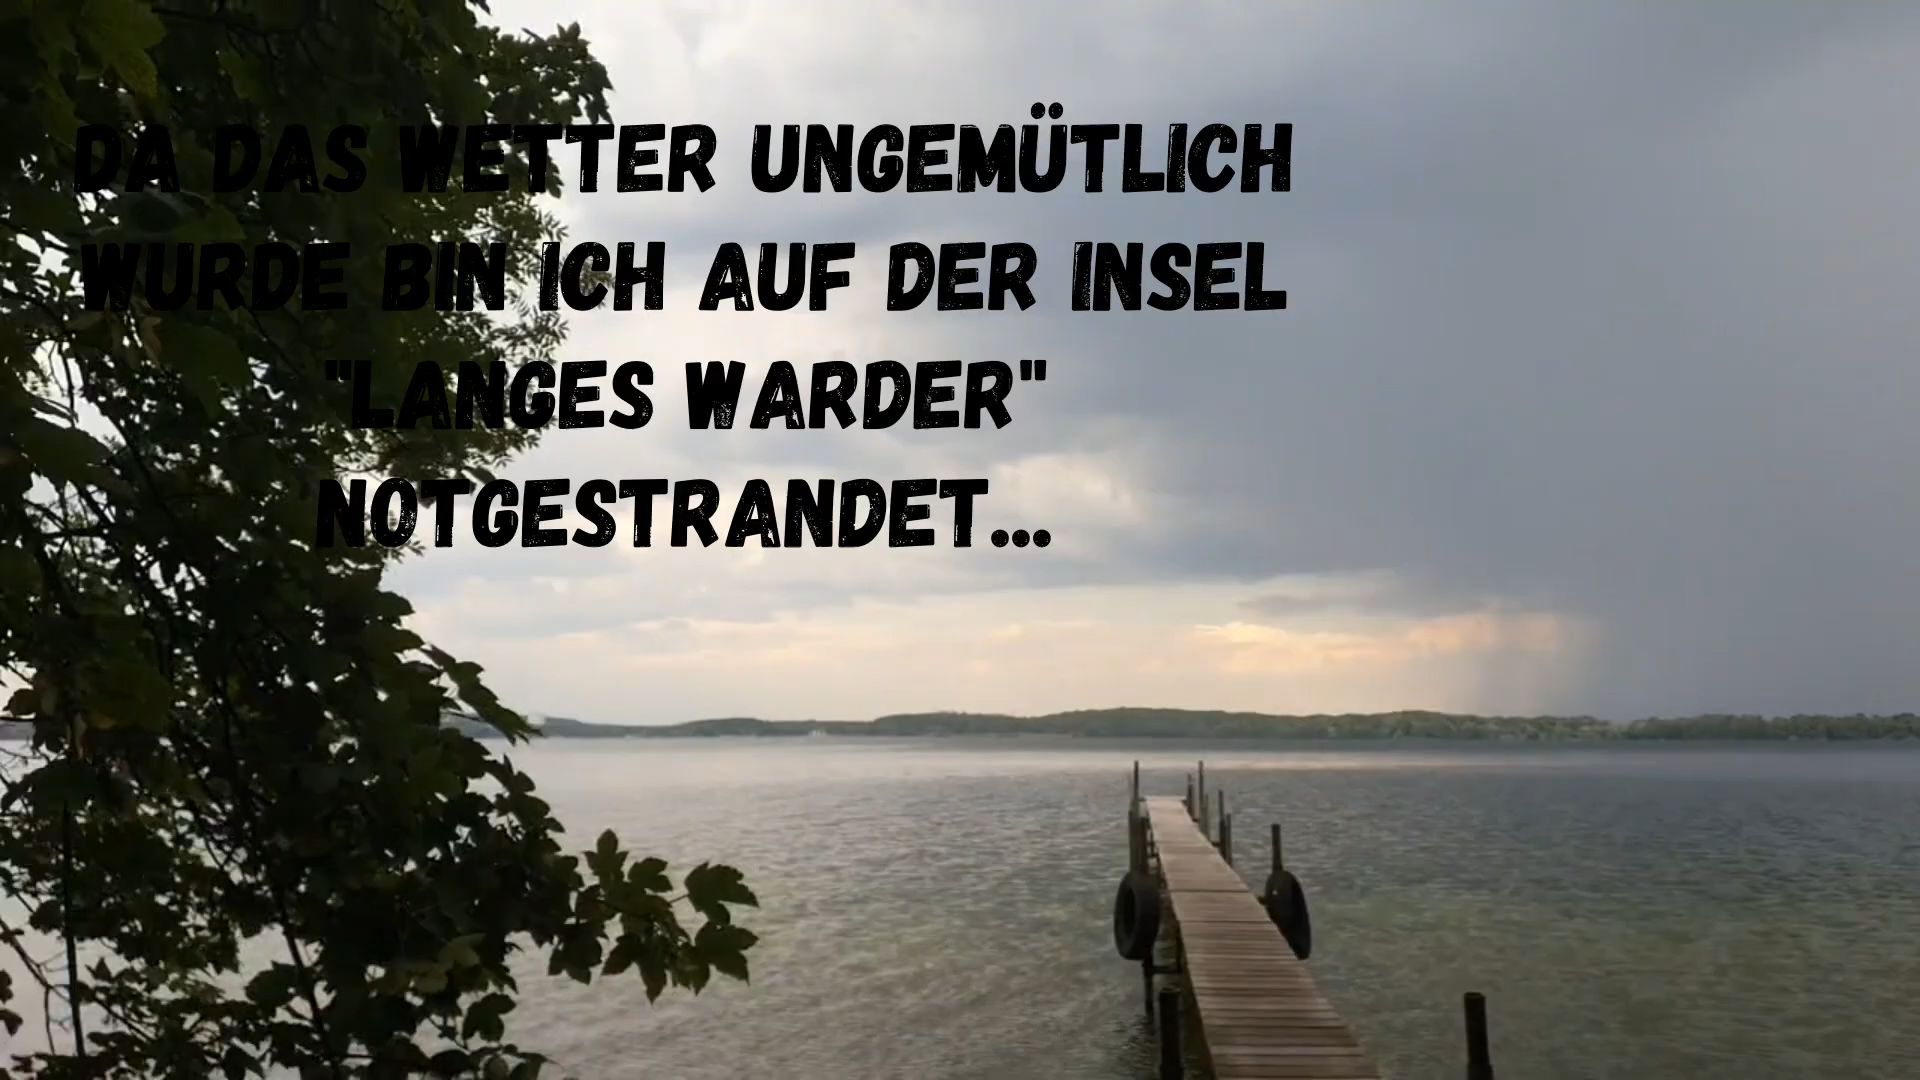 DA DAS WETTER UNGEMÜTLICH
WURDE BIN ICH AUF DER INSEL
"LANGES WARDER"
NOTGESTRANDET...